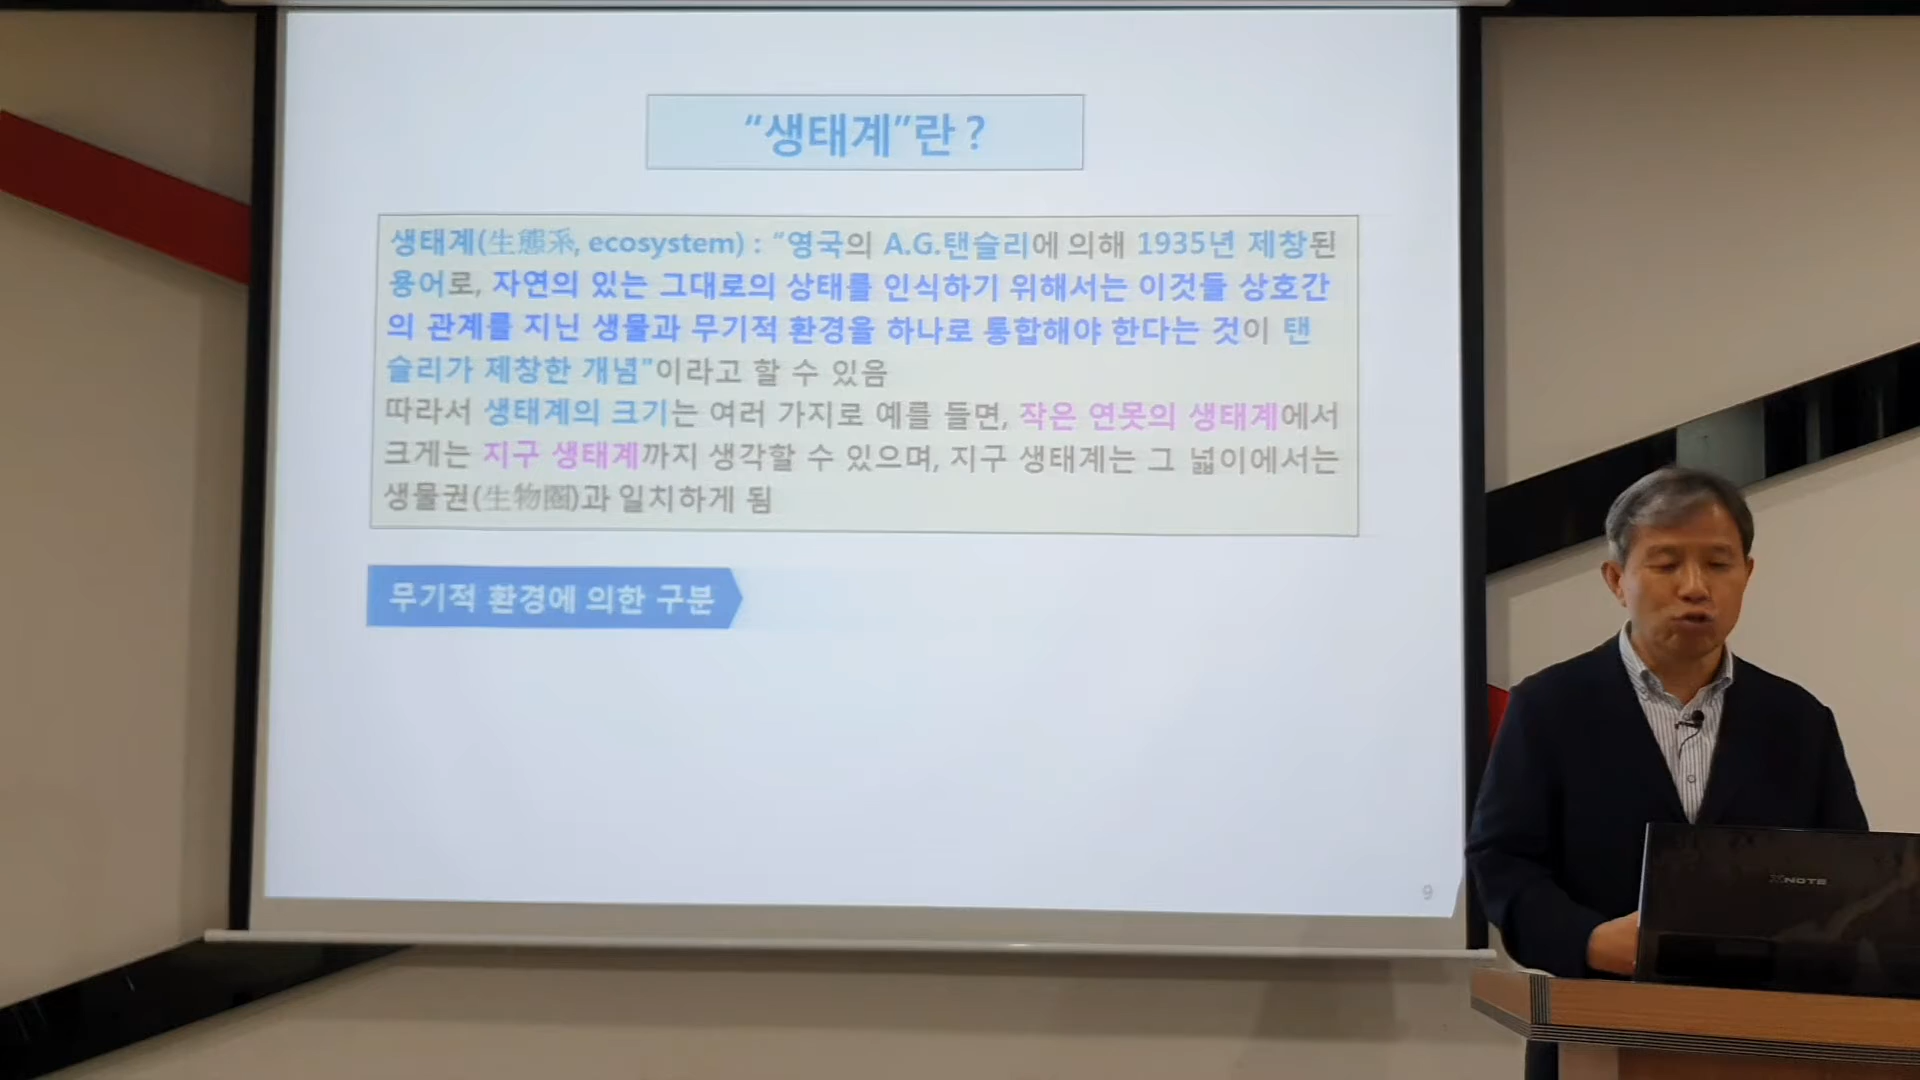 “생태계”란 ?
생태계(生態系, ecosystem) : “영국의 A.G.탠슬리에 의해 1935년 제창된
용어로, 자연의 있는 그대로의 상태를 인식하기 위해서는 이것들 상호간
의 관계를 지닌 생물과 무기적 환경을 하나로 통합해야 한다는 것이 탠
슬리가 제창한 개념”이라고 할 수 있음
따라서 생태계의 크기는 여러 가지로 예를 들면, 작은 연못의 생태계에서
크게는 지구 생태계까지 생각할 수 있으며, 지구 생태계는 그 넓이에서는
생물권(生物圈)과 일치하게 됨
무기적 환경에 의한 구분
9
XNOTE